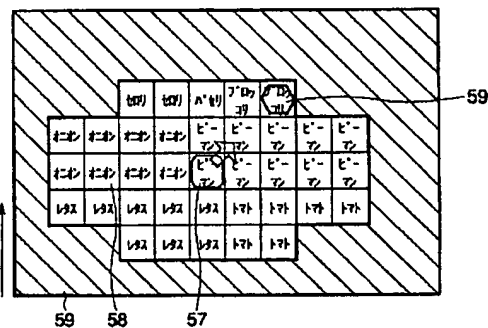 ｾﾛﾘ ｾﾛﾘ ﾊﾟｾﾘ ﾌﾞﾛｯｺﾘ ﾌﾞﾛｯｺﾘ 59
ｵﾆｵﾝ ｵﾆｵﾝ ｵﾆｵﾝ ｵﾆｵﾝ ﾋﾟｰﾏﾝ ﾋﾟｰﾏﾝ ﾋﾟｰﾏﾝ ﾋﾟｰﾏﾝ ﾋﾟｰﾏﾝ
ｵﾆｵﾝ ｵﾆｵﾝ ｵﾆｵﾝ ｵﾆｵﾝ ﾋﾟｰﾏﾝ ﾋﾟｰﾏﾝ ﾋﾟｰﾏﾝ ﾋﾟｰﾏﾝ ﾋﾟｰﾏﾝ
ﾚﾀｽ ﾚﾀｽ ﾚﾀｽ ﾚﾀｽ ﾚﾀｽ ﾄﾏﾄ ﾄﾏﾄ ﾄﾏﾄ ﾄﾏﾄ
ﾚﾀｽ ﾚﾀｽ ﾚﾀｽ ﾄﾏﾄ ﾄﾏﾄ
59 58 57